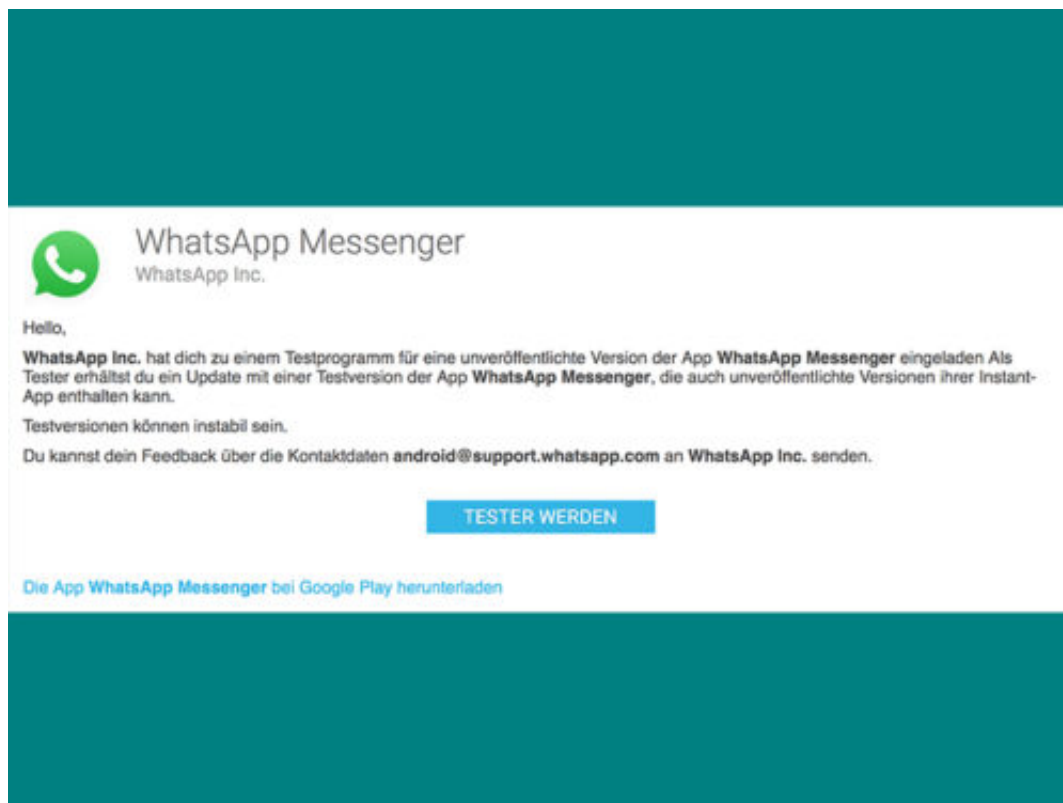 WhatsApp Messenger
WhatsApp Inc.
Hello,
WhatsApp Inc. hat dich zu einem Testprogramm für eine unveröffentlichte Version der App WhatsApp Messenger eingeladen Als
Tester erhältst du ein Update mit einer Testversion der App WhatsApp Messenger, die auch unveröffentlichte Versionen ihrer Instant-
App enthalten kann.
Testversionen können instabil sein.
Du kannst dein Feedback über die Kontaktdaten android@support.whatsapp.com an WhatsApp Inc. senden.
TESTER WERDEN
Die App WhatsApp Messenger bei Google Play herunterladen